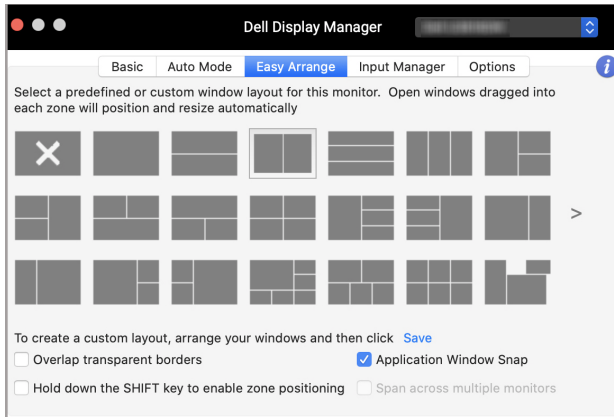 Dell Display Manager
Basic Auto Mode Easy Arrange Input Manager Options i
Select a predefined or custom window layout for this monitor. Open windows dragged into
each zone will position and resize automatically
>
To create a custom layout, arrange your windows and then click Save
Overlap transparent borders Application Window Snap
Hold down the SHIFT key to enable zone positioning Span across multiple monitors